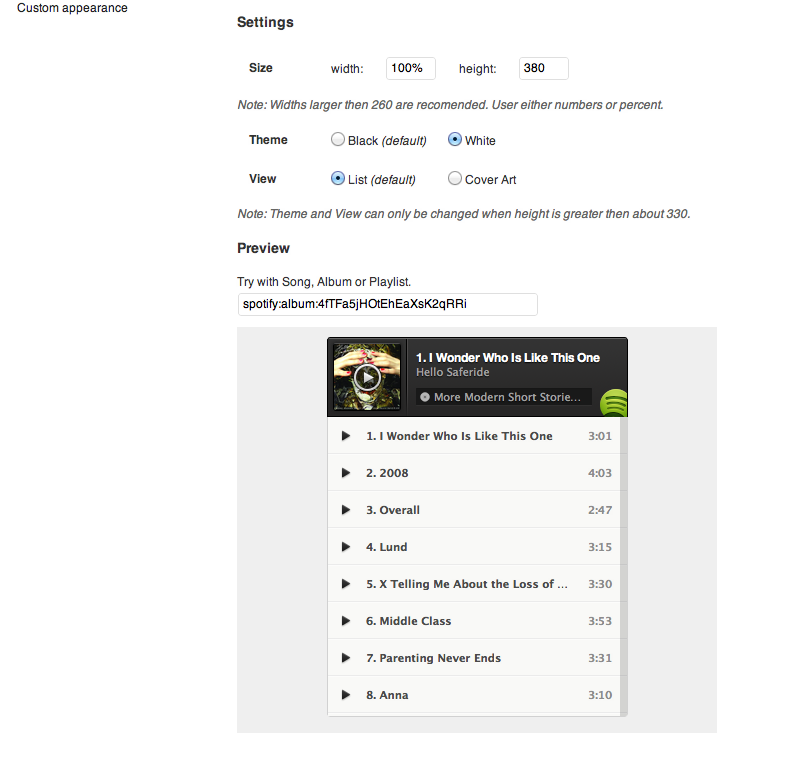 Custom appearance
Settings
Size width: 100% height: 380
Note: Widths larger then 260 are recomended. User either numbers or percent.
Theme Black (default) White
View List (default) Cover Art
Note: Theme and View can only be changed when height is greater then about 330.
Preview
Try with Song, Album or Playlist.
spotify:album:4fTFa5jHOtEhEaXsK2qRRi
1. I Wonder Who Is Like This One
Hello Saferide
More Modern Short Storie...
1. I Wonder Who Is Like This One 3:01
2. 2008 4:03
3. Overall 2:47
4. Lund 3:15
5. X Telling Me About the Loss of ... 3:30
6. Middle Class 3:53
7. Parenting Never Ends 3:31
8. Anna 3:10